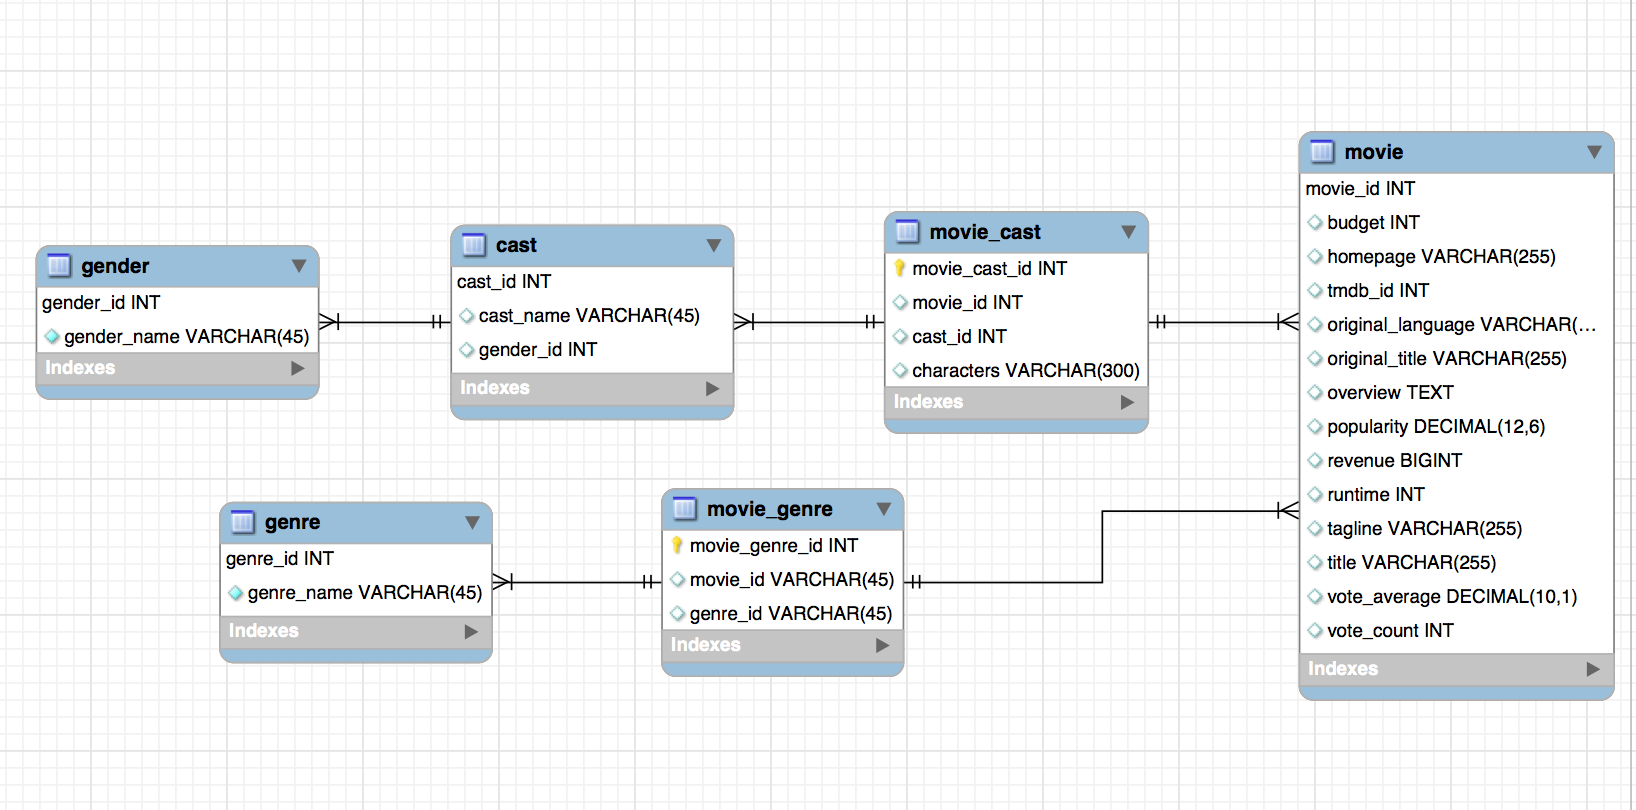 gender
gender_id INT
gender_name VARCHAR(45)
Indexes
cast
cast_id INT
cast_name VARCHAR(45)
gender_id INT
Indexes
movie_cast
movie_cast_id INT
movie_id INT
cast_id INT
characters VARCHAR(300)
Indexes
movie
movie_id INT
budget INT
homepage VARCHAR(255)
tmdb_id INT
original_language VARCHAR(...
original_title VARCHAR(255)
overview TEXT
popularity DECIMAL(12,6)
revenue BIGINT
runtime INT
tagline VARCHAR(255)
title VARCHAR(255)
vote_average DECIMAL(10,1)
vote_count INT
Indexes
genre
genre_id INT
genre_name VARCHAR(45)
Indexes
movie_genre
movie_genre_id INT
movie_id VARCHAR(45)
genre_id VARCHAR(45)
Indexes